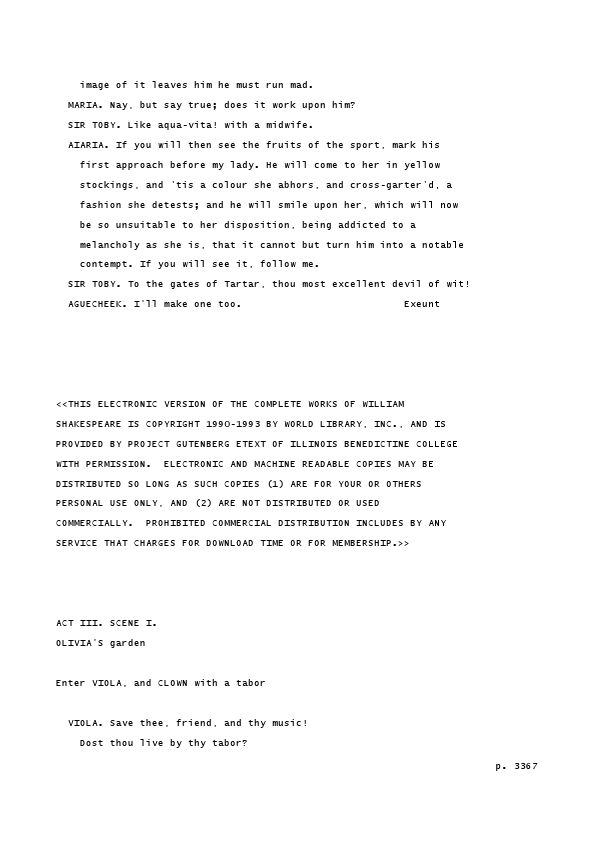 image of it leaves him he must run mad.
MARIA. Nay, but say true; does it work upon him?
SIR TOBY. Like aqua-vita! with a midwife.
AIARIA. If you will then see the fruits of the sport, mark his
first approach before my lady. He will come to her in yellow
stockings, and 'tis a colour she abhors, and cross-garter'd, a
fashion she detests; and he will smile upon her, which will now
be so unsuitable to her disposition, being addicted to a
melancholy as she is, that it cannot but turn him into a notable
contempt. If you will see it, follow me.
SIR TOBY. To the gates of Tartar, thou most excellent devil of wit!
AGUECHEEK. I'll make one too. Exeunt
<<THIS ELECTRONIC VERSION OF THE COMPLETE WORKS OF WILLIAM
SHAKESPEARE IS COPYRIGHT 1990-1993 BY WORLD LIBRARY, INC., AND IS
PROVIDED BY PROJECT GUTENBERG ETEXT OF ILLINOIS BENEDICTINE COLLEGE
WITH PERMISSION. ELECTRONIC AND MACHINE READABLE COPIES MAY BE
DISTRIBUTED SO LONG AS SUCH COPIES (1) ARE FOR YOUR OR OTHERS
PERSONAL USE ONLY, AND (2) ARE NOT DISTRIBUTED OR USED
COMMERCIALLY. PROHIBITED COMMERCIAL DISTRIBUTION INCLUDES BY ANY
SERVICE THAT CHARGES FOR DOWNLOAD TIME OR FOR MEMBERSHIP.>>
ACT III. SCENE I.
OLIVIA'S garden
Enter VIOLA, and CLOWN with a tabor
VIOLA. Save thee, friend, and thy music!
Dost thou live by thy tabor?
p. 3367